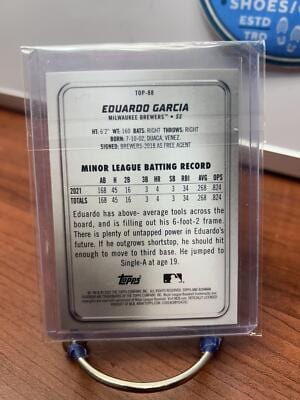 SHOES/
ESTD
TBD
TOP-88
EDUARDO GARCIA
MILWAUKEE BREWERS™ • SS
HT: 6'2" WT: 160 BATS: RIGHT THROWS: RIGHT
BORN: 7-10-02, DUACA, VENEZ.
SIGNED: BREWERS-2018 AS FREE AGENT
MINOR LEAGUE BATTING RECORD
AB H 2B 3B HR SB RBI AVG OPS
2021 168 45 16 3 4 3 34 .268 .824
TOTALS 168 45 16 3 4 3 34 .268 .824
Eduardo has above- average tools across the
board, and is filling out his 6-foot-2 frame.
There is plenty of untapped power in Eduardo's
future. If he outgrows shortstop, he should hit
enough to move to third base. He jumped to
Single-A at age 19.
Topps